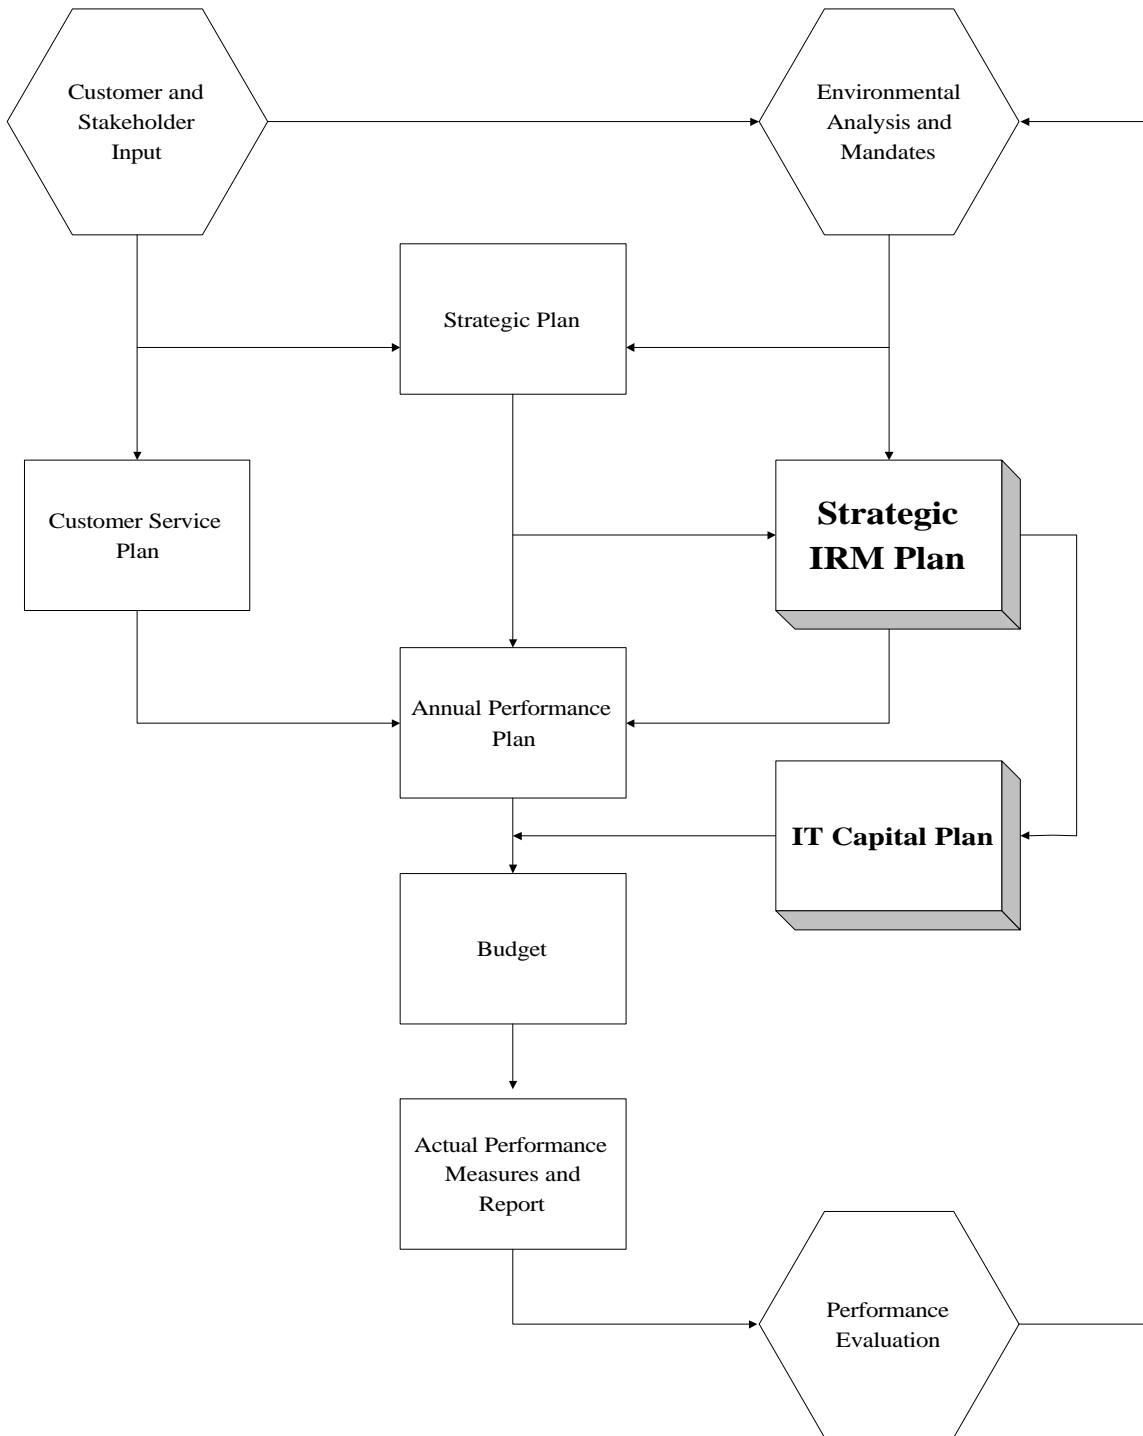 Customer and
Stakeholder
Input
Environmental
Analysis and
Mandates
Strategic Plan
Customer Service
Plan
Strategic
IRM Plan
Annual Performance
Plan
IT Capital Plan
Budget
Actual Performance
Measures and
Report
Performance
Evaluation